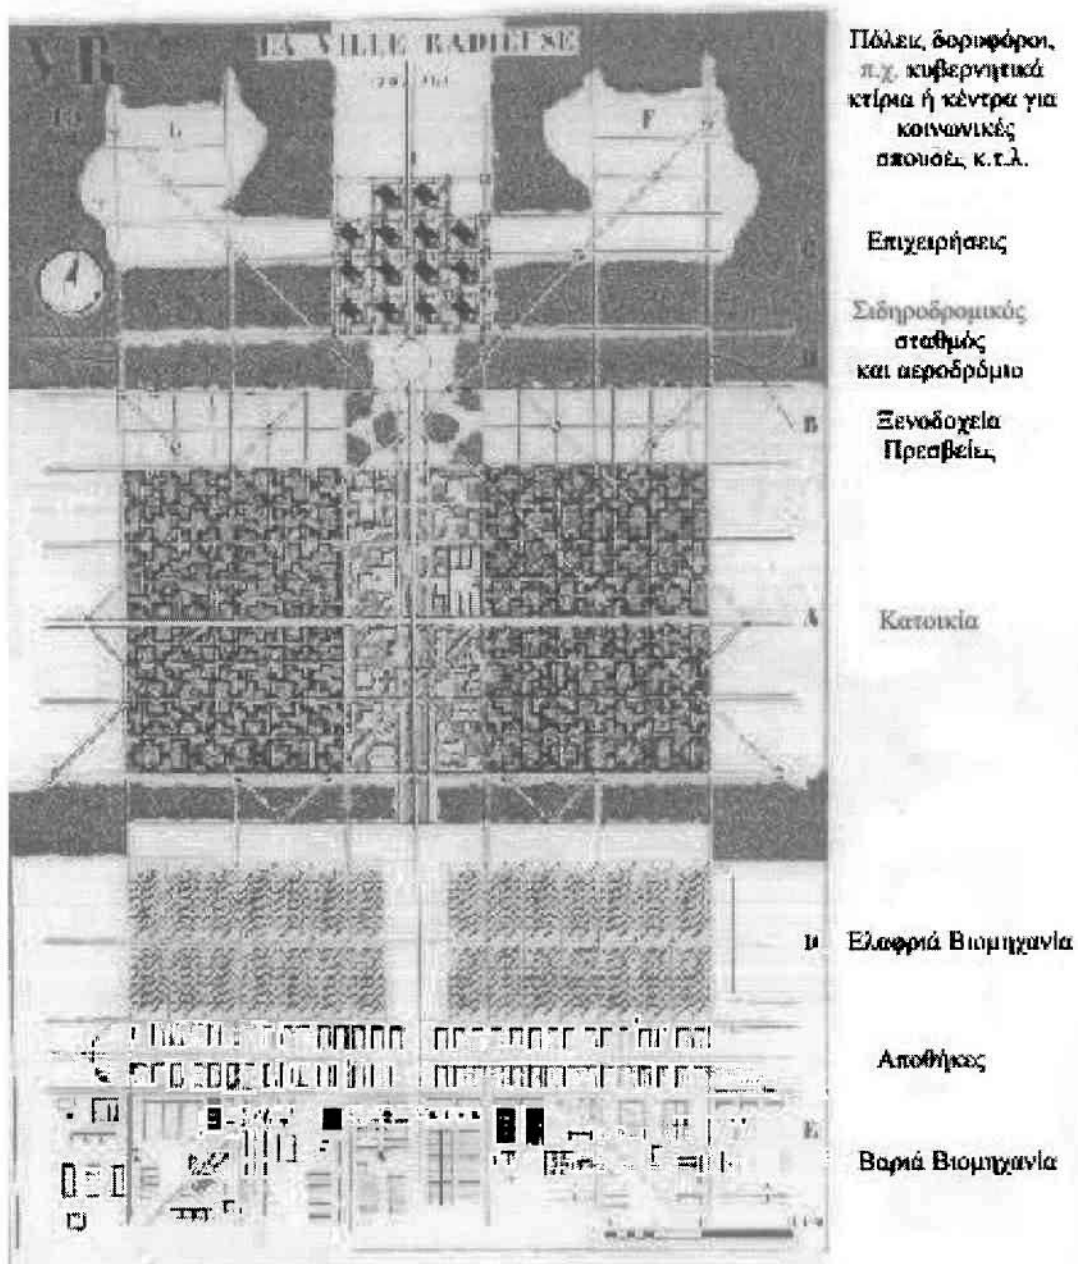 VR
LA VILLE RADIEUSE
Πόλεις δορυφόροι,
π.χ. κυβερνητικά
κτίρια ή κέντρα για
κοινωνικές
σπουδές κ.τ.λ.
F
Επιχειρήσεις
C
Σιδηροδρομικός
σταθμός
και αεροδρόμιο
B
Ξενοδοχεία
Πρεσβείες
A
Κατοικία
D
Ελαφριά Βιομηχανία
Αποθήκες
E
Βαριά Βιομηχανία